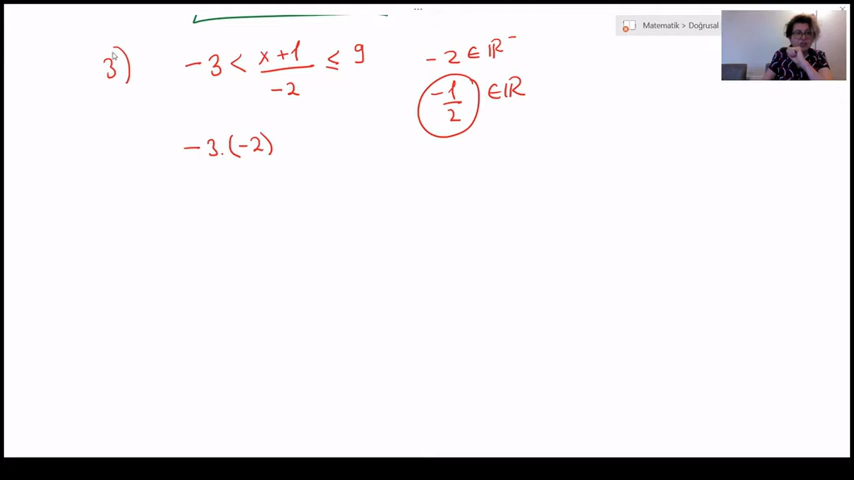 Matematik > Doğrusal
3) -3 < (x+1)/(-2) ≤ 9
-2 ∈ ℝ⁻
-1/2 ∈ ℝ
-3.(-2)